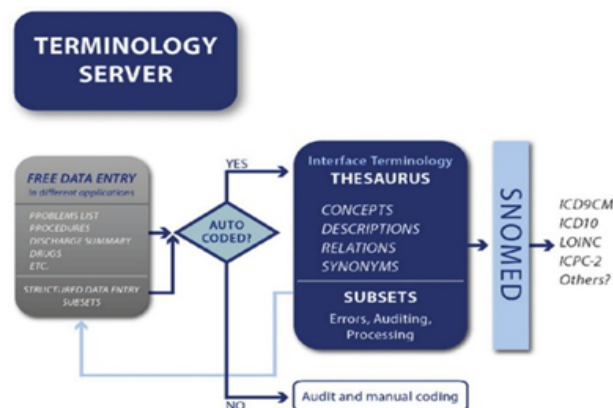 TERMINOLOGY
SERVER
FREE DATA ENTRY
In different applications
PROBLEMS LIST
PROCEDURES
DISCHARGE SUMMARY
DRUGS
ETC.
STRUCTURED DATA ENTRY
SUBSETS
YES
AUTO
CODED?
NO
Interface Terminology
THESAURUS
CONCEPTS
DESCRIPTIONS
RELATIONS
SYNONYMS
SUBSETS
Errors, Auditing,
Processing
Audit and manual coding
SNOMED
ICD9CM
ICD10
LOINC
ICPC-2
Others?